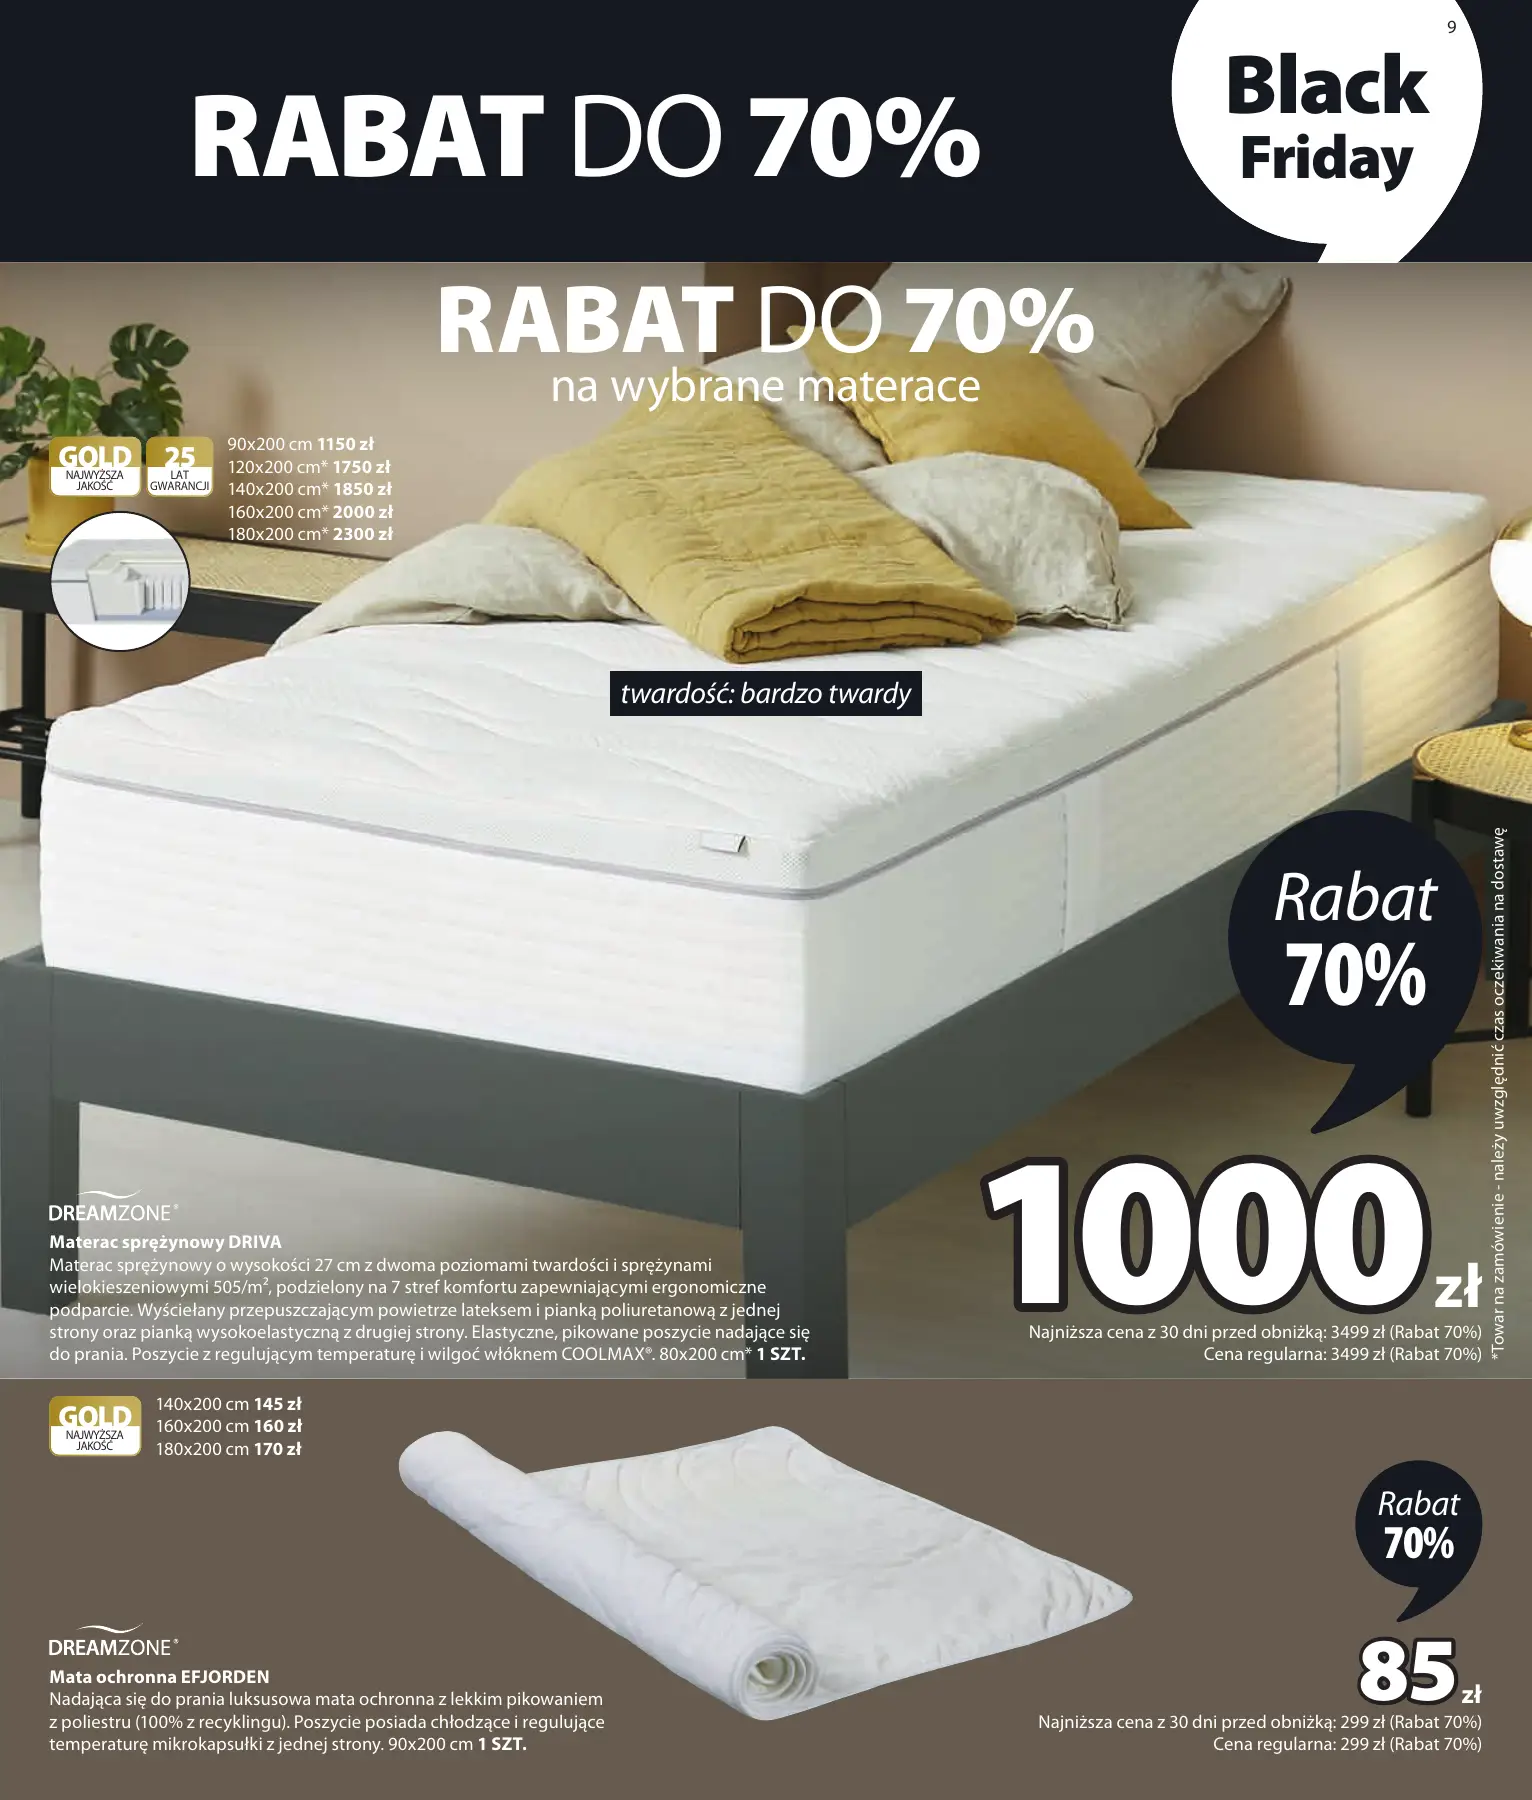 9
RABAT DO 70%
Black
Friday
RABAT DO 70%
na wybrane materace
GOLD
NAJWYŻSZA
JAKOŚĆ
25
LAT
GWARANCJI
90x200 cm 1150 zł
120x200 cm* 1750 zł
140x200 cm* 1850 zł
160x200 cm* 2000 zł
180x200 cm* 2300 zł
twardość: bardzo twardy
Rabat
70%
1000 zł
Najniższa cena z 30 dni przed obniżką: 3499 zł (Rabat 70%)
Cena regularna: 3499 zł (Rabat 70%)
*Towar na zamówienie - należy uwzględnić czas oczekiwania na dostawę
DREAMZONE®
Materac sprężynowy DRIVA
Materac sprężynowy o wysokości 27 cm z dwoma poziomami twardości i sprężynami
wielokieszeniowymi 505/m², podzielony na 7 stref komfortu zapewniającymi ergonomiczne
podparcie. Wyściełany przepuszczającym powietrze lateksem i pianką poliuretanową z jednej
strony oraz pianką wysokoelastyczną z drugiej strony. Elastyczne, pikowane poszycie nadające się
do prania. Poszycie z regulującym temperaturę i wilgoć włóknem COOLMAX®. 80x200 cm* 1 SZT.
GOLD
NAJWYŻSZA
JAKOŚĆ
140x200 cm 145 zł
160x200 cm 160 zł
180x200 cm 170 zł
Rabat
70%
85 zł
Najniższa cena z 30 dni przed obniżką: 299 zł (Rabat 70%)
Cena regularna: 299 zł (Rabat 70%)
DREAMZONE®
Mata ochronna EFJORDEN
Nadająca się do prania luksusowa mata ochronna z lekkim pikowaniem
z poliestru (100% z recyklingu). Poszycie posiada chłodzące i regulujące
temperaturę mikrokapsułki z jednej strony. 90x200 cm 1 SZT.